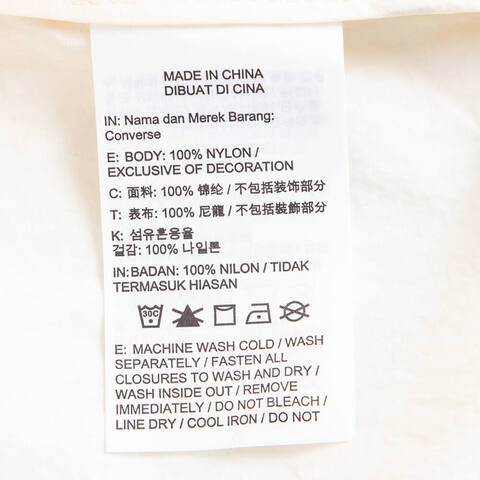 MADE IN CHINA
DIBUAT DI CINA
IN: Nama dan Merek Barang:
Converse
E: BODY: 100% NYLON /
EXCLUSIVE OF DECORATION
C: 面料: 100% 锦纶 / 不包括装饰部分
T: 表布: 100% 尼龍 / 不包括裝飾部分
K: 섬유혼용율
겉감: 100% 나일론
IN: BADAN: 100% NILON / TIDAK
TERMASUK HIASAN
30C
E: MACHINE WASH COLD / WASH
SEPARATELY / FASTEN ALL
CLOSURES TO WASH AND DRY /
WASH INSIDE OUT / REMOVE
IMMEDIATELY / DO NOT BLEACH /
LINE DRY / COOL IRON / DO NOT